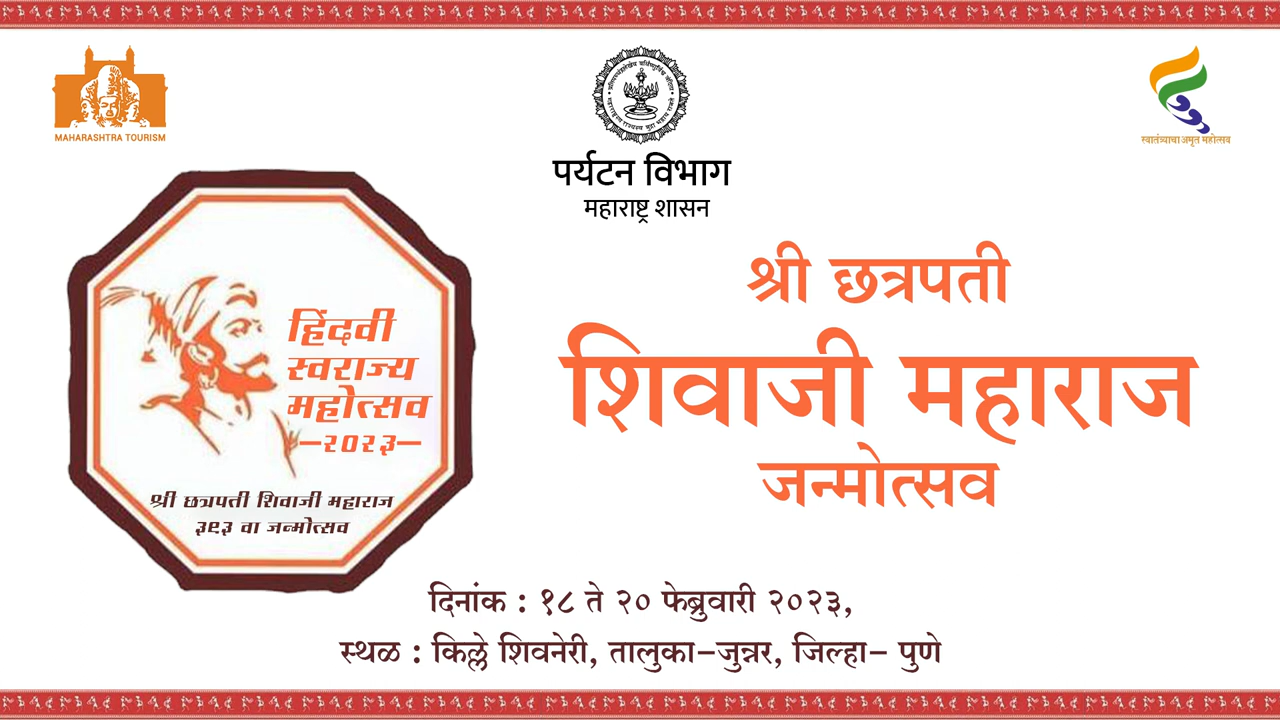 MAHARASHTRA TOURISM
पर्यटन विभाग
महाराष्ट्र शासन
स्वातंत्र्याचा अमृत महोत्सव
हिंदवी
स्वराज्य
महोत्सव
–२०२३–
श्री छत्रपती शिवाजी महाराज
३९३ वा जन्मोत्सव
श्री छत्रपती
शिवाजी महाराज
जन्मोत्सव
दिनांक : १८ ते २० फेब्रुवारी २०२३,
स्थळ : किल्ले शिवनेरी, तालुका–जुन्नर, जिल्हा– पुणे